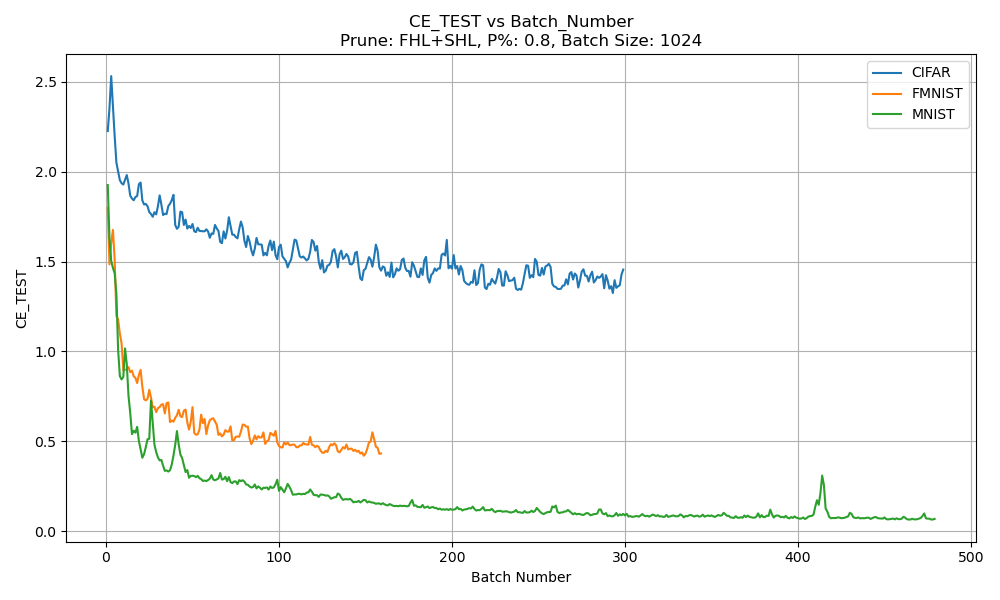 CE_TEST vs Batch_Number
Prune: FHL+SHL, P%: 0.8, Batch Size: 1024
CIFAR
FMNIST
MNIST
CE_TEST
2.5
2.0
1.5
1.0
0.5
0.0
0 100 200 300 400 500
Batch Number